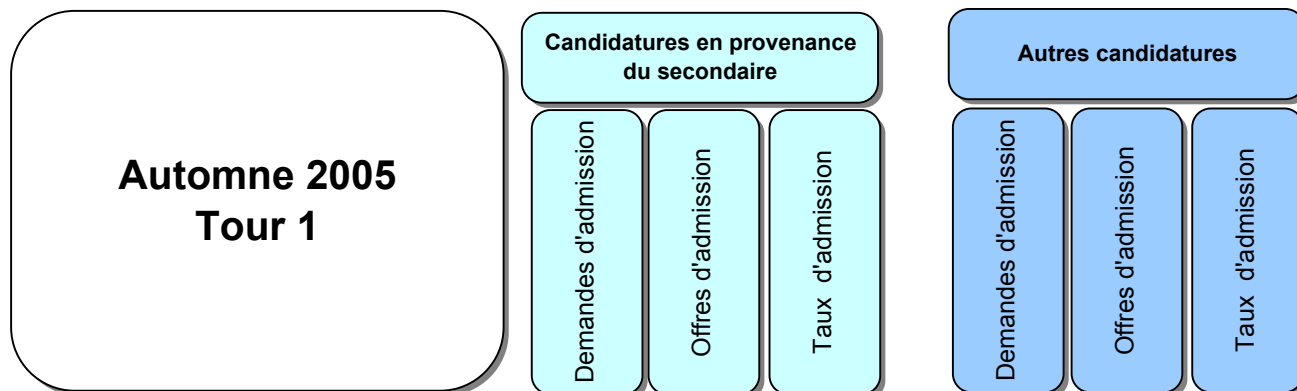 Automne 2005
Tour 1
Candidatures en provenance
du secondaire
Demandes d'admission
Offres d'admission
Taux d'admission
Autres candidatures
Demandes d'admission
Offres d'admission
Taux d'admission